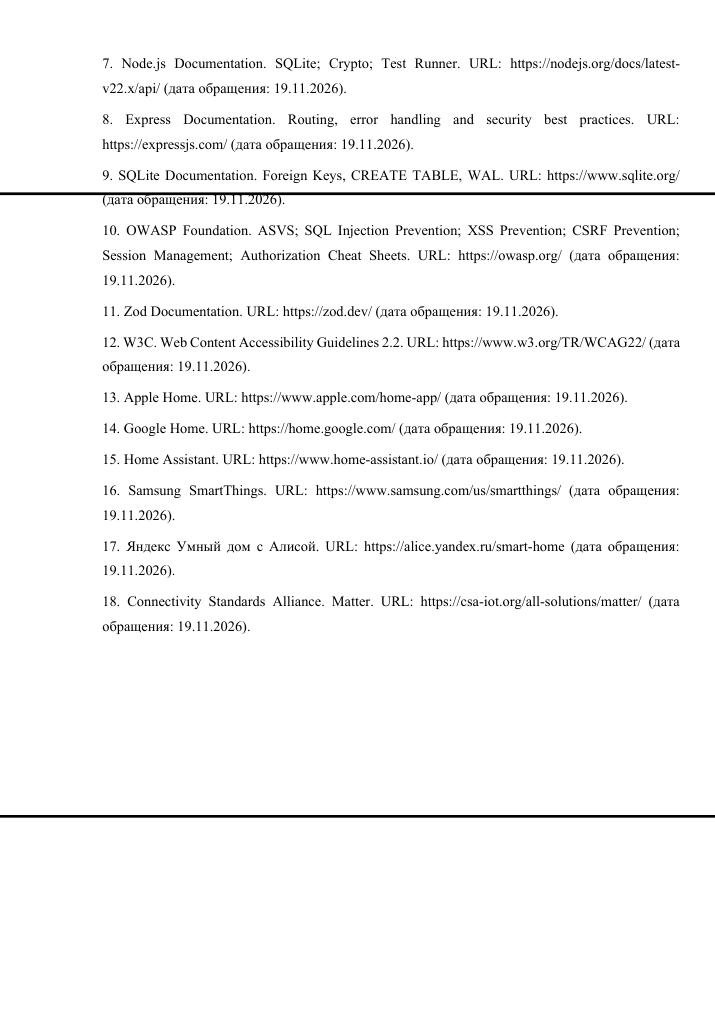 7. Node.js Documentation. SQLite; Crypto; Test Runner. URL: https://nodejs.org/docs/latest-
v22.x/api/ (дата обращения: 19.11.2026).
8. Express Documentation. Routing, error handling and security best practices. URL:
https://expressjs.com/ (дата обращения: 19.11.2026).
9. SQLite Documentation. Foreign Keys, CREATE TABLE, WAL. URL: https://www.sqlite.org/
(дата обращения: 19.11.2026).
10. OWASP Foundation. ASVS; SQL Injection Prevention; XSS Prevention; CSRF Prevention;
Session Management; Authorization Cheat Sheets. URL: https://owasp.org/ (дата обращения:
19.11.2026).
11. Zod Documentation. URL: https://zod.dev/ (дата обращения: 19.11.2026).
12. W3C. Web Content Accessibility Guidelines 2.2. URL: https://www.w3.org/TR/WCAG22/ (дата
обращения: 19.11.2026).
13. Apple Home. URL: https://www.apple.com/home-app/ (дата обращения: 19.11.2026).
14. Google Home. URL: https://home.google.com/ (дата обращения: 19.11.2026).
15. Home Assistant. URL: https://www.home-assistant.io/ (дата обращения: 19.11.2026).
16. Samsung SmartThings. URL: https://www.samsung.com/us/smartthings/ (дата обращения:
19.11.2026).
17. Яндекс Умный дом с Алисой. URL: https://alice.yandex.ru/smart-home (дата обращения:
19.11.2026).
18. Connectivity Standards Alliance. Matter. URL: https://csa-iot.org/all-solutions/matter/ (дата
обращения: 19.11.2026).